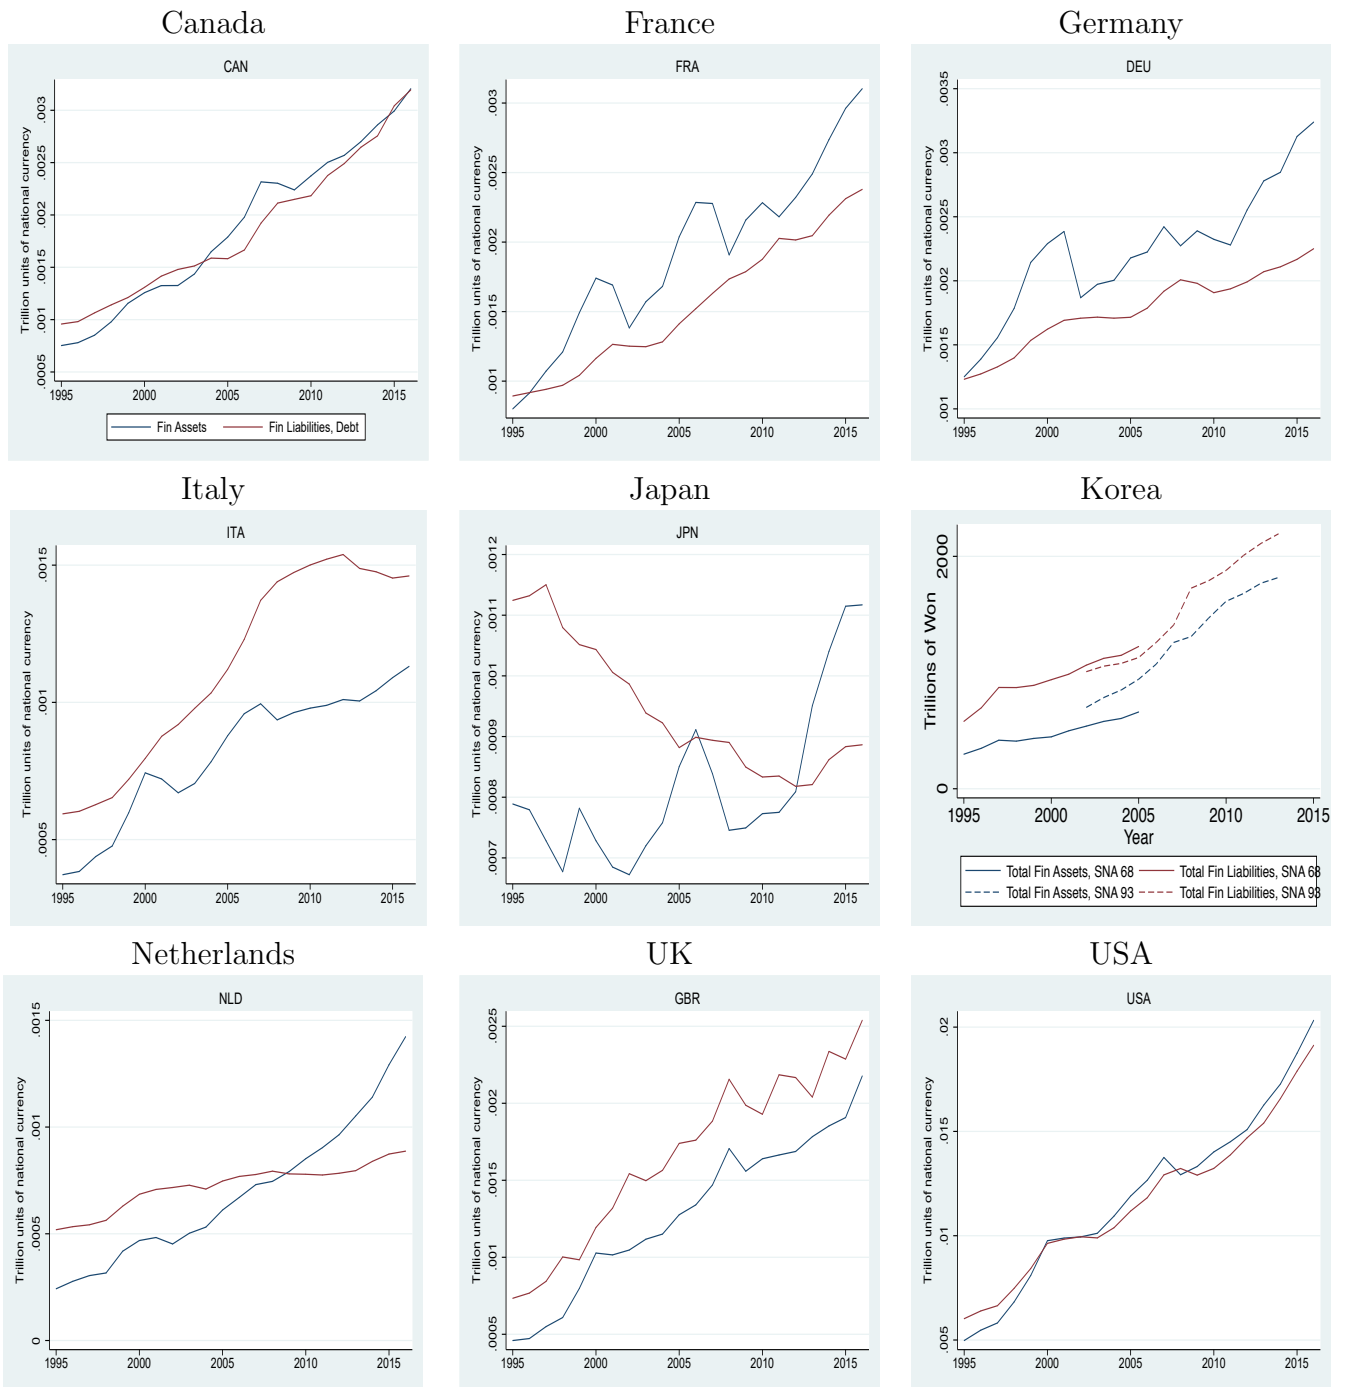 Canada
France
Germany
CAN
Trillion units of national currency
.0005
.001
.0015
.002
.0025
.003
1995
2000
2005
2010
2015
Fin Assets
Fin Liabilities, Debt
FRA
Trillion units of national currency
.001
.0015
.002
.0025
.003
1995
2000
2005
2010
2015
DEU
Trillion units of national currency
.001
.0015
.002
.0025
.003
.0035
1995
2000
2005
2010
2015
Italy
Japan
Korea
ITA
Trillion units of national currency
.0005
.001
.0015
1995
2000
2005
2010
2015
JPN
Trillion units of national currency
.0007
.0008
.0009
.001
.0011
.0012
1995
2000
2005
2010
2015
Trillions of Won
0
2000
1995
2000
2005
2010
2015
Year
Total Fin Assets, SNA 68
Total Fin Liabilities, SNA 68
Total Fin Assets, SNA 93
Total Fin Liabilities, SNA 93
Netherlands
UK
USA
NLD
Trillion units of national currency
0
.0005
.001
.0015
1995
2000
2005
2010
2015
GBR
Trillion units of national currency
.0005
.001
.0015
.002
.0025
1995
2000
2005
2010
2015
USA
Trillion units of national currency
.005
.01
.015
.02
1995
2000
2005
2010
2015